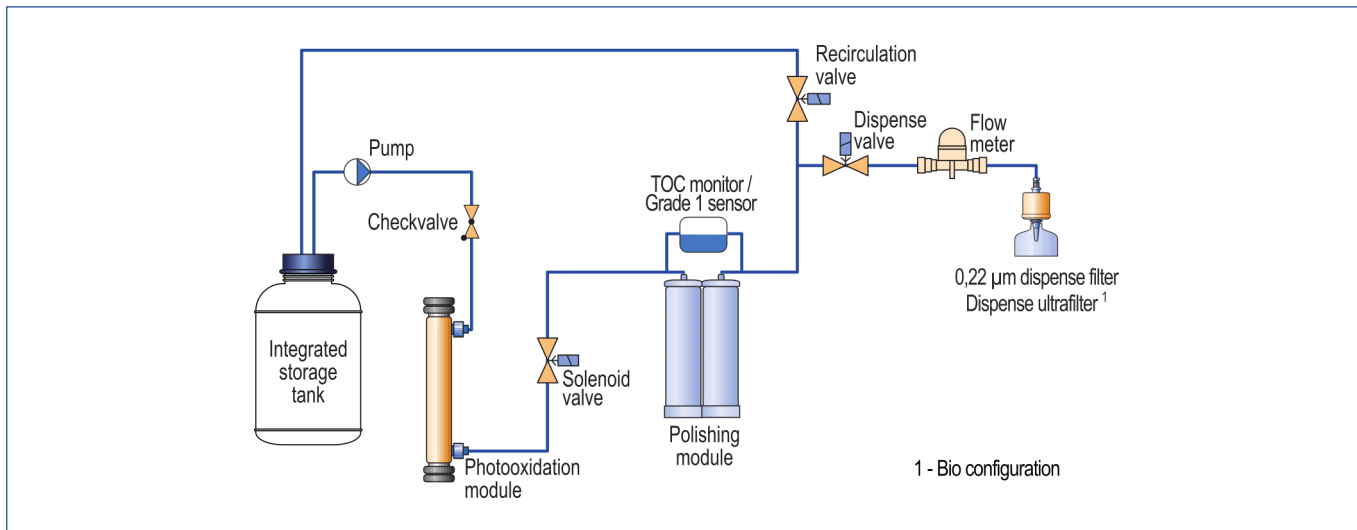 Recirculation
valve
Dispense
valve
Flow
meter
Pump
TOC monitor /
Grade 1 sensor
Checkvalve
0,22 µm dispense filter
Dispense ultrafilter 1
Integrated
storage
tank
Solenoid
valve
Polishing
module
Photooxidation
module
1 - Bio configuration